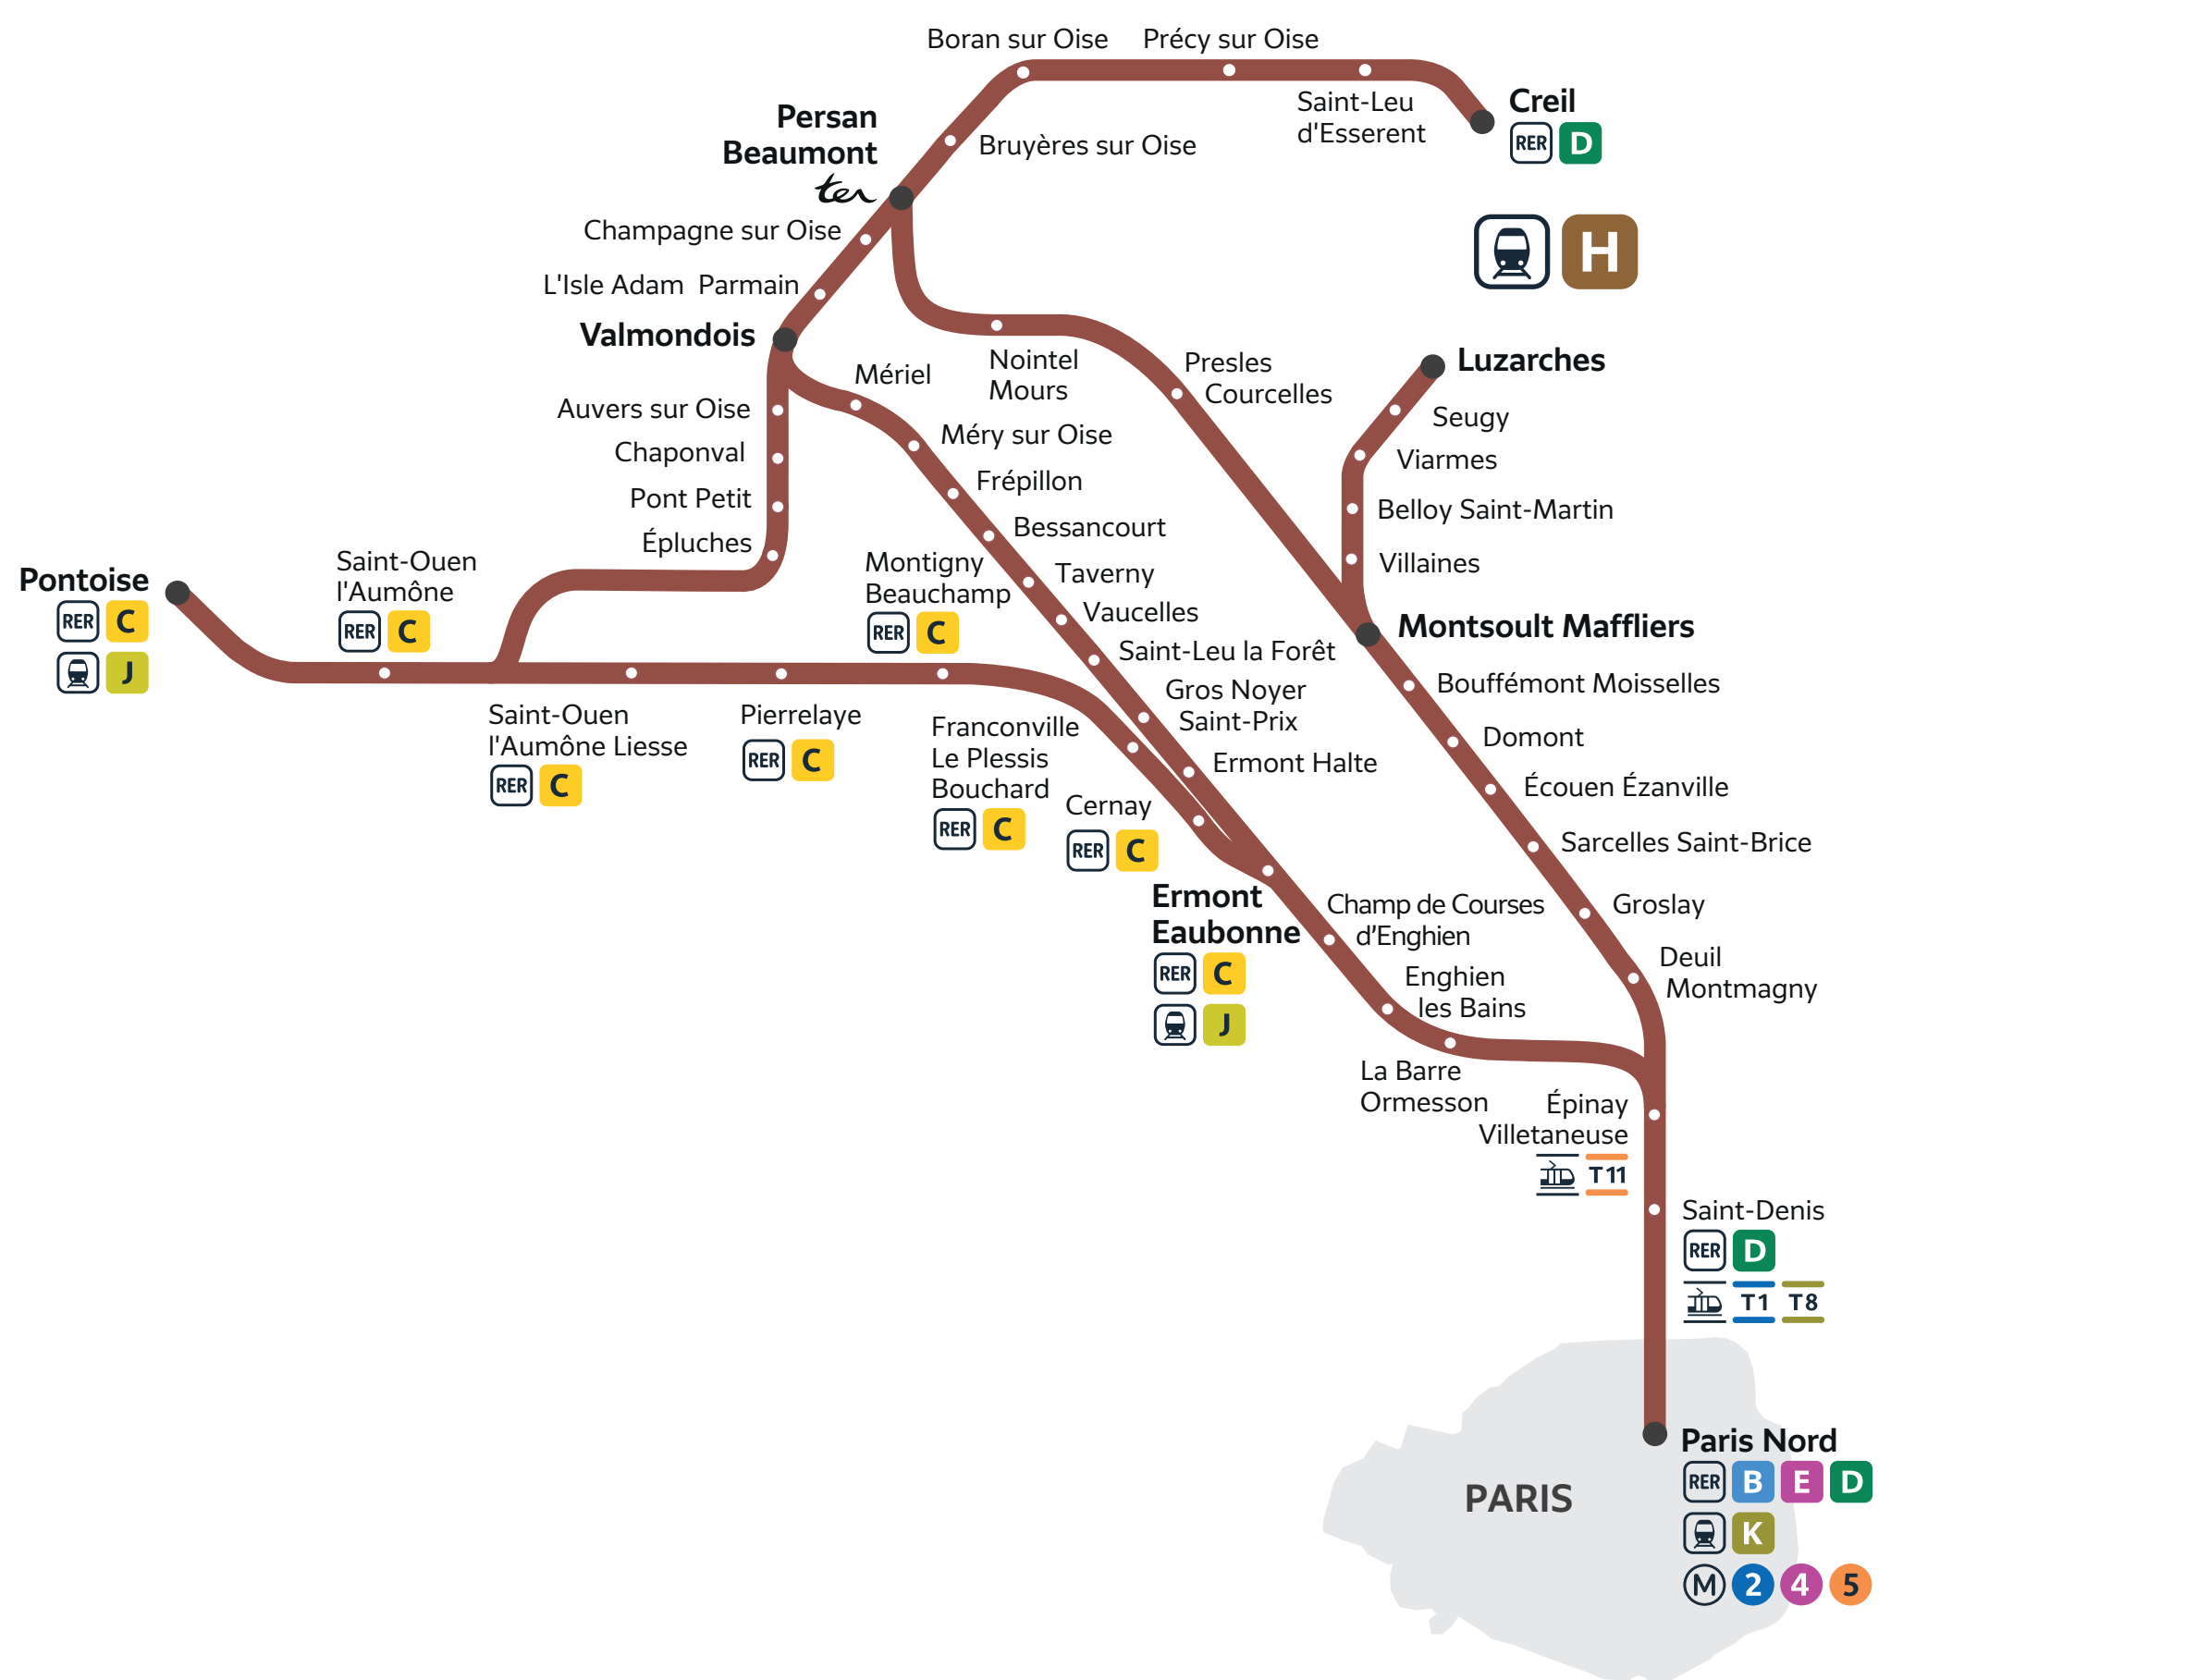 Boran sur Oise
Précy sur Oise
Saint-Leu
d'Esserent
Creil
RER D
Persan
Beaumont
ter
Bruyères sur Oise
Champagne sur Oise
L'Isle Adam Parmain
H
Valmondois
Mériel
Nointel
Mours
Presles
Courcelles
Luzarches
Auvers sur Oise
Méry sur Oise
Seugy
Chaponval
Frépillon
Viarmes
Pont Petit
Bessancourt
Belloy Saint-Martin
Épluches
Taverny
Villaines
Pontoise
RER C
J
Saint-Ouen
l'Aumône
RER C
Montigny
Beauchamp
RER C
Vaucelles
Montsoult Maffliers
Saint-Leu la Forêt
Bouffémont Moisselles
Gros Noyer
Saint-Prix
Domont
Saint-Ouen
l'Aumône Liesse
RER C
Pierrelaye
RER C
Franconville
Le Plessis
Bouchard
RER C
Ermont Halte
Écouen Ézanville
Cernay
RER C
Sarcelles Saint-Brice
Ermont
Eaubonne
RER C
J
Champ de Courses
d'Enghien
Groslay
Enghien
les Bains
Deuil
Montmagny
La Barre
Ormesson
Épinay
Villetaneuse
T11
Saint-Denis
RER D
T1 T8
Paris Nord
RER B E D
K
M 2 4 5
PARIS